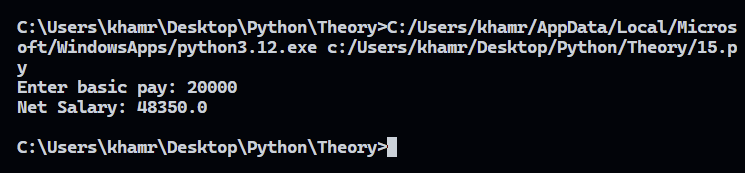 C:\Users\khamr\Desktop\Python\Theory>C:/Users/khamr/AppData/Local/Micros
oft/WindowsApps/python3.12.exe c:/Users/khamr/Desktop/Python/Theory/15.p
y
Enter basic pay: 20000
Net Salary: 48350.0
C:\Users\khamr\Desktop\Python\Theory>